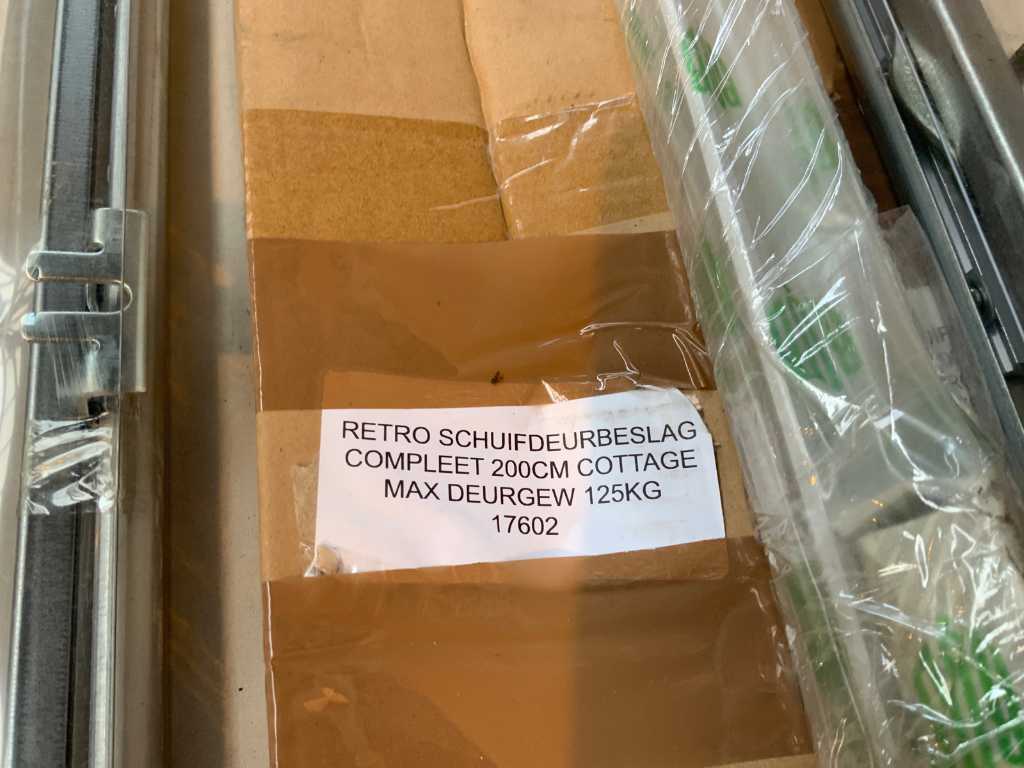 RETRO SCHUIFDEURBESLAG
COMPLEET 200CM COTTAGE
MAX DEURGEW 125KG
17602